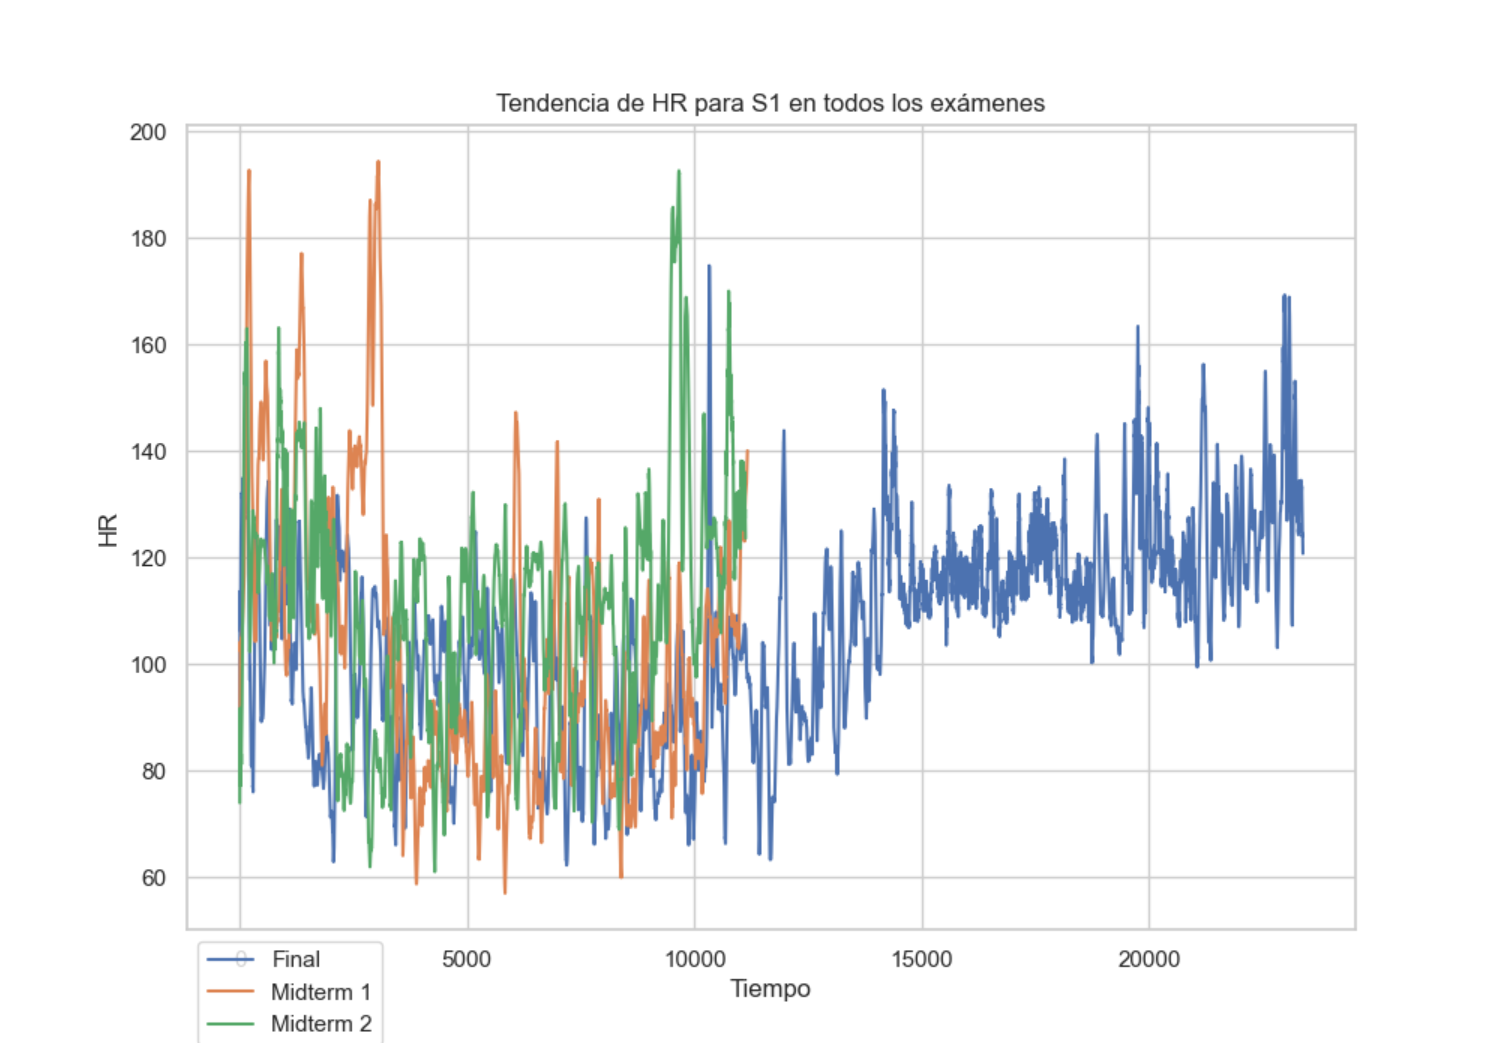 Tendencia de HR para S1 en todos los exámenes
200
180
160
140
120
100
80
60
HR
0
5000
10000
15000
20000
Tiempo
Final
Midterm 1
Midterm 2